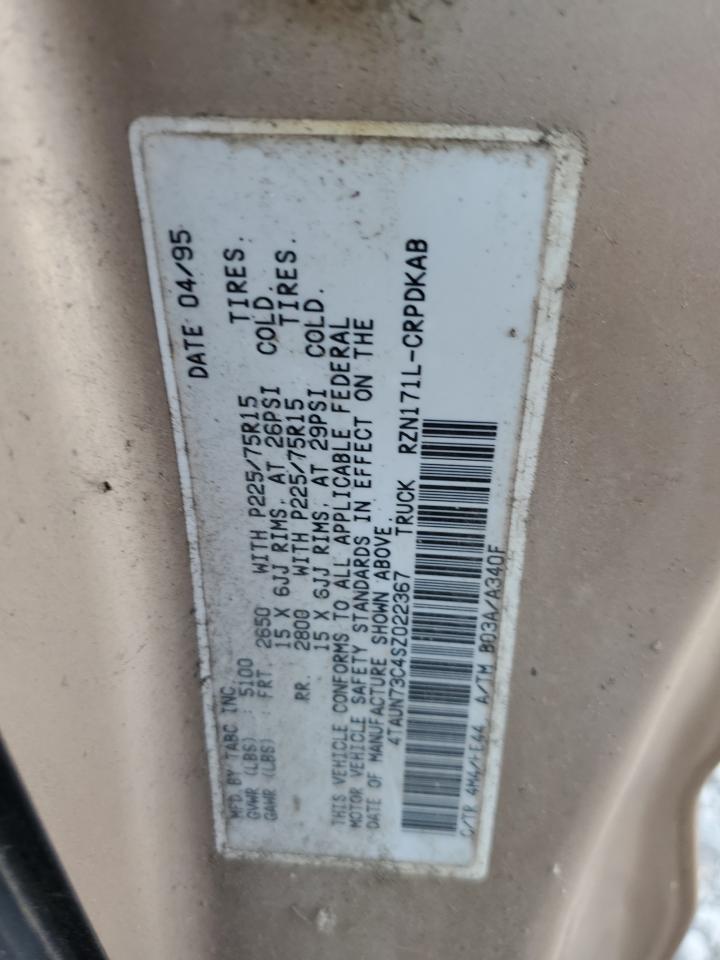 MFD BY TABC INC. DATE 04/95
GVWR (LBS) : 5100
GAWR (LBS) : FRT. 2650 WITH P225/75R15 TIRES.
15 X 6JJ RIMS, AT 26PSI COLD.
RR. 2800 WITH P225/75R15 TIRES.
15 X 6JJ RIMS, AT 29PSI COLD.
THIS VEHICLE CONFORMS TO ALL APPLICABLE FEDERAL
MOTOR VEHICLE SAFETY STANDARDS IN EFFECT ON THE
DATE OF MANUFACTURE SHOWN ABOVE.
4TAUN73C4SZ022367 TRUCK RZN171L-CRPDKAB
C/TR 4M4/FE44 A/TM B03A/A340F